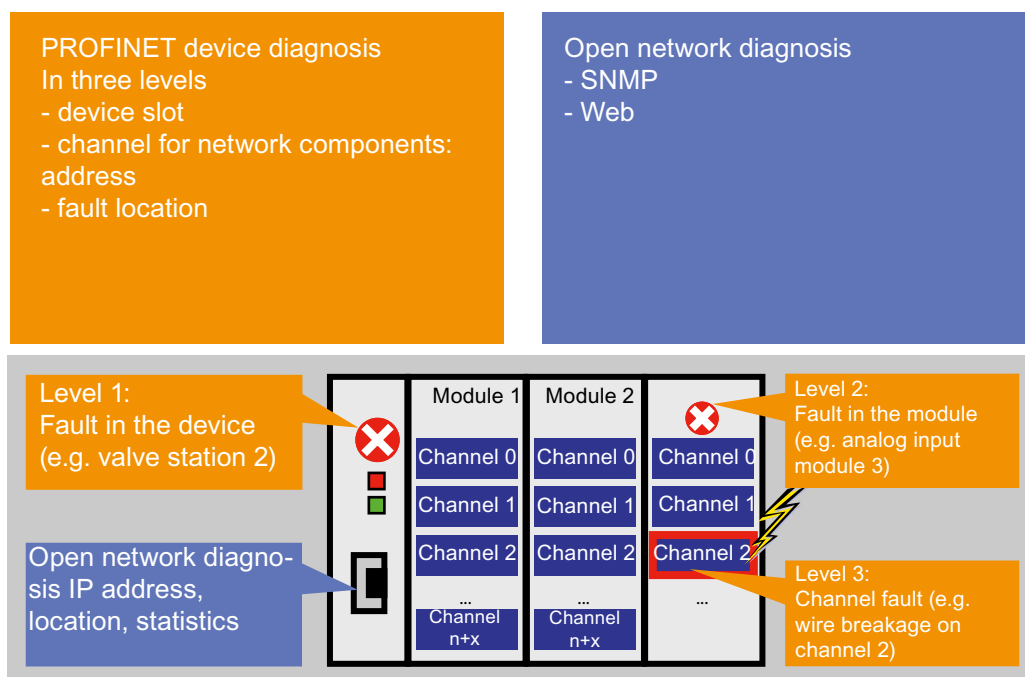 PROFINET device diagnosis
In three levels
- device slot
- channel for network components:
address
- fault location
Open network diagnosis
- SNMP
- Web
Level 1:
Fault in the device
(e.g. valve station 2)
Open network diagno-
sis IP address,
location, statistics
Module 1
Channel 0
Channel 1
Channel 2
...
Channel
n+x
Module 2
Channel 0
Channel 1
Channel 2
...
Channel
n+x
Channel 0
Channel 1
Channel 2
...
Level 2:
Fault in the module
(e.g. analog input
module 3)
Level 3:
Channel fault (e.g.
wire breakage on
channel 2)